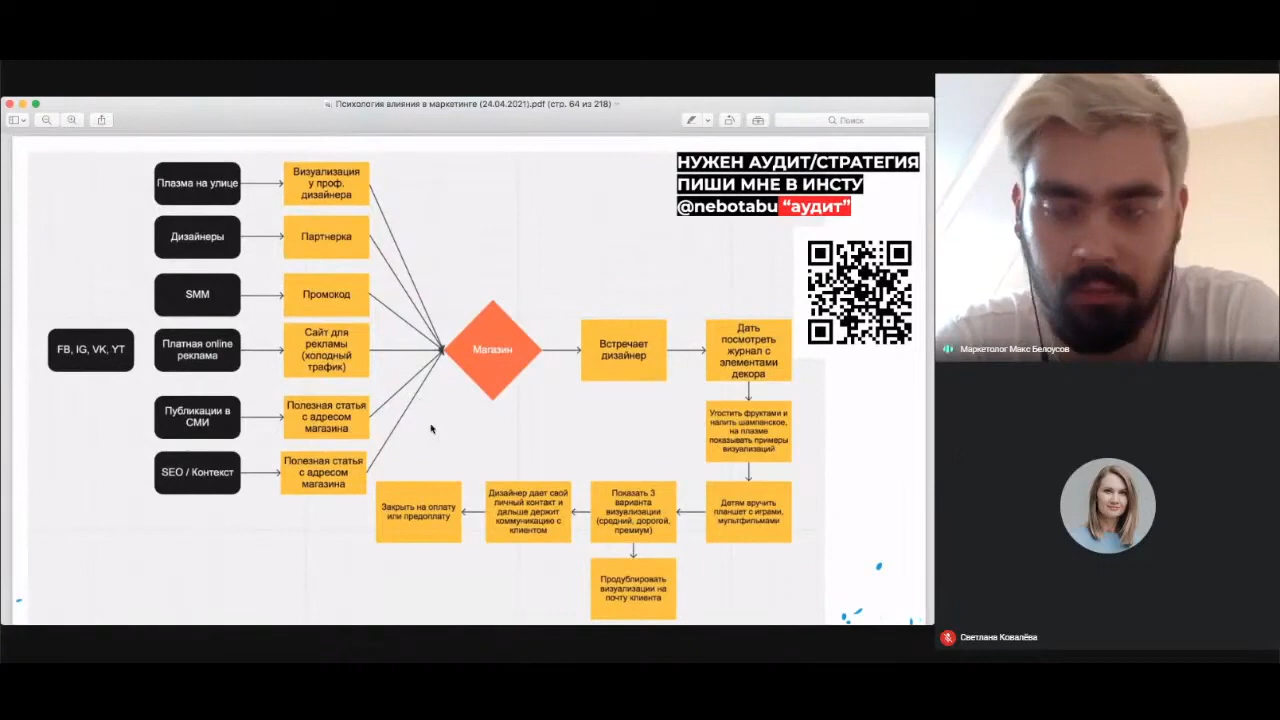 Психология влияния в маркетинге (24.04.2021).pdf (стр. 64 из 218)
Поиск
НУЖЕН АУДИТ/СТРАТЕГИЯ
ПИШИ МНЕ В ИНСТУ
@nebotabu “аудит”
Плазма на улице
Визуализация
у проф.
дизайнера
Дизайнеры
Партнерка
SMM
Промокод
FB, IG, VK, YT
Платная online
реклама
Сайт для
рекламы
(холодный
трафик)
Публикации в
СМИ
Полезная статья
с адресом
магазина
SEO / Контекст
Полезная статья
с адресом
магазина
Магазин
Встречает
дизайнер
Дать
посмотреть
журнал с
элементами
декора
Угостить фруктами и
налить шампанское,
на плазме
показывать примеры
визуализаций
Детям вручить
планшет с играми,
мультфильмами
Показать 3
варианта
визуализации
(средний, дорогой,
премиум)
Продублировать
визуализации на
почту клиента
Дизайнер дает свой
личный контакт и
дальше держит
коммуникацию с
клиентом
Закрыть на оплату
или предоплату
Маркетолог Макс Белоусов
Светлана Ковалёва